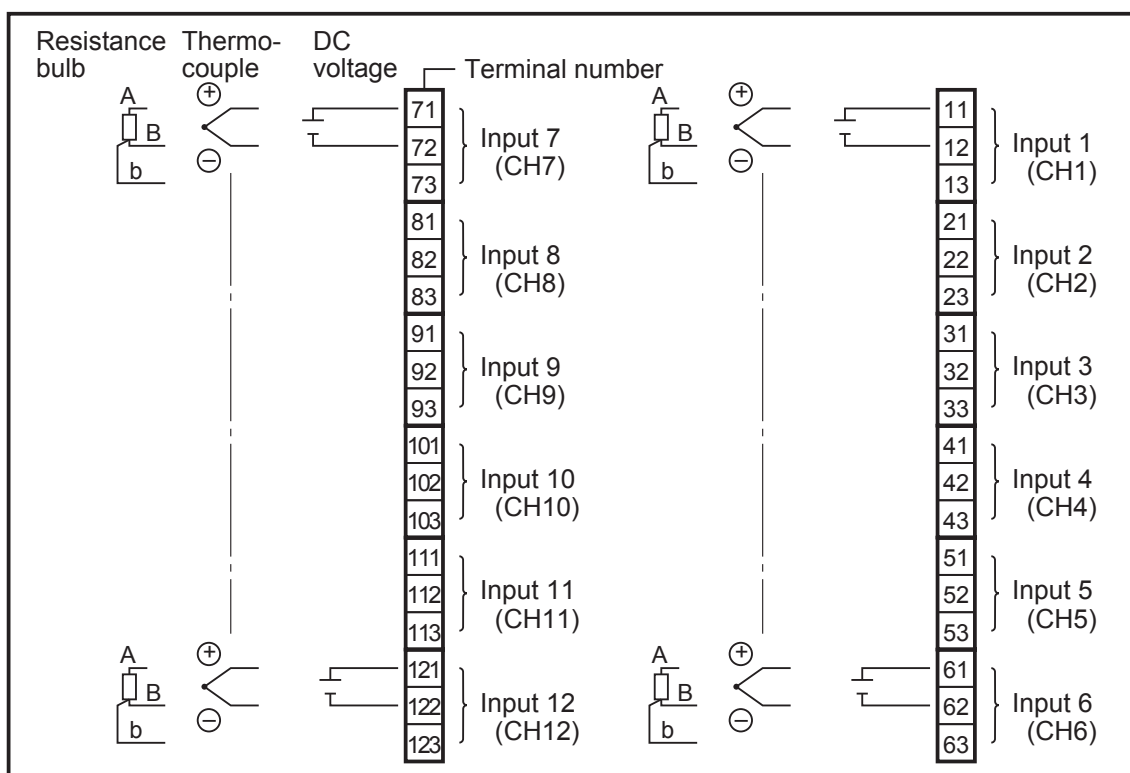 Resistance bulb
Thermo-couple
DC voltage
Terminal number
A
B
b
+
−
71
72
73
Input 7
(CH7)
81
82
83
Input 8
(CH8)
91
92
93
Input 9
(CH9)
101
102
103
Input 10
(CH10)
111
112
113
Input 11
(CH11)
A
B
b
+
−
121
122
123
Input 12
(CH12)
A
B
b
+
−
11
12
13
Input 1
(CH1)
21
22
23
Input 2
(CH2)
31
32
33
Input 3
(CH3)
41
42
43
Input 4
(CH4)
51
52
53
Input 5
(CH5)
A
B
b
+
−
61
62
63
Input 6
(CH6)